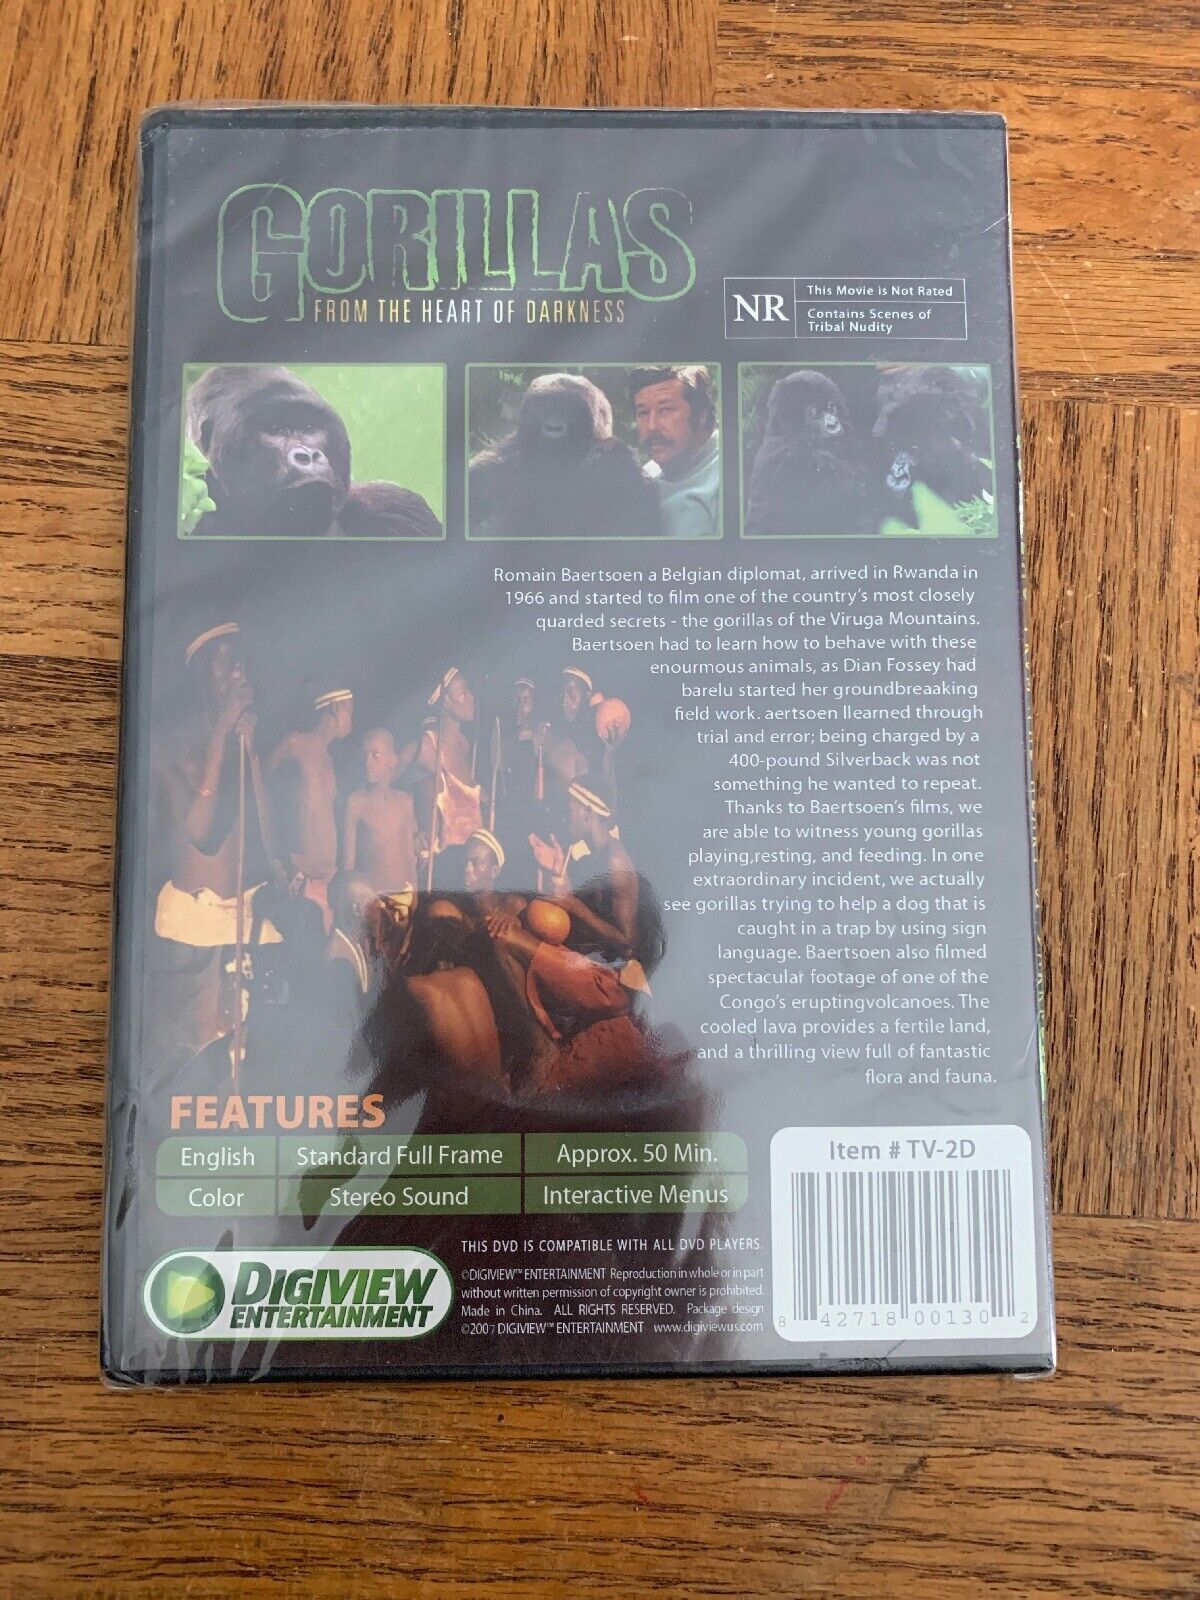 GORILLAS
FROM THE HEART OF DARKNESS
NR
This Movie is Not Rated
Contains Scenes of
Tribal Nudity
Romain Baertsoen a Belgian diplomat, arrived in Rwanda in
1966 and started to film one of the country's most closely
quarded secrets - the gorillas of the Viruga Mountains.
Baertsoen had to learn how to behave with these
enourmous animals, as Dian Fossey had
barelu started her groundbreaaking
field work. aertsoen llearned through
trial and error; being charged by a
400-pound Silverback was not
something he wanted to repeat.
Thanks to Baertsoen's films, we
are able to witness young gorillas
playing,resting, and feeding. In one
extraordinary incident, we actually
see gorillas trying to help a dog that is
caught in a trap by using sign
language. Baertsoen also filmed
spectacular footage of one of the
Congo's eruptingvolcanoes. The
cooled lava provides a fertile land,
and a thrilling view full of fantastic
flora and fauna.
FEATURES
English Standard Full Frame Approx. 50 Min.
Color Stereo Sound Interactive Menus
Item # TV-2D
8 42718 00130 2
DIGIVIEW
ENTERTAINMENT
THIS DVD IS COMPATIBLE WITH ALL DVD PLAYERS.
©DIGIVIEW™ ENTERTAINMENT Reproduction in whole or in part
without written permission of copyright owner is prohibited.
Made in China. ALL RIGHTS RESERVED. Package design
©2007 DIGIVIEW™ ENTERTAINMENT www.digiviewus.com